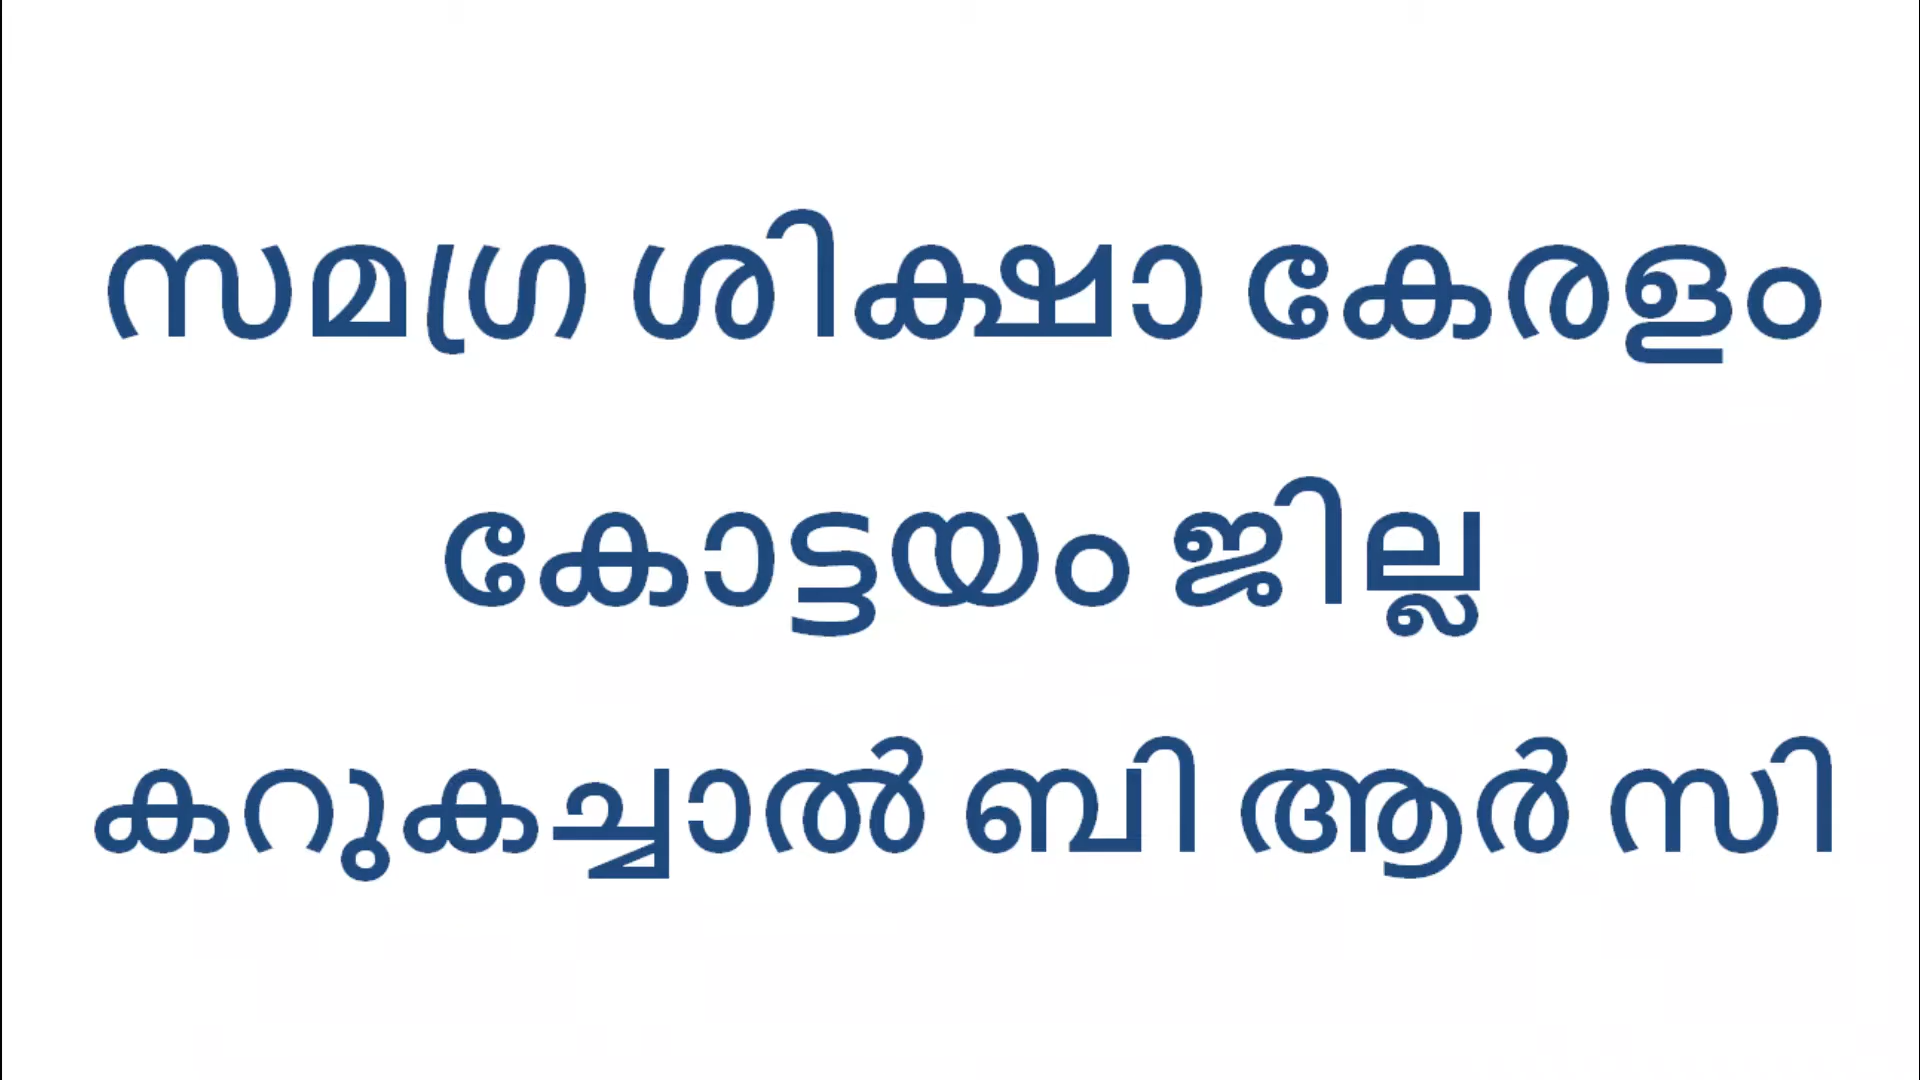 സമഗ്ര ശിക്ഷാ കേരളം
കോട്ടയം ജില്ല
കറുകച്ചാൽ ബി ആർ സി